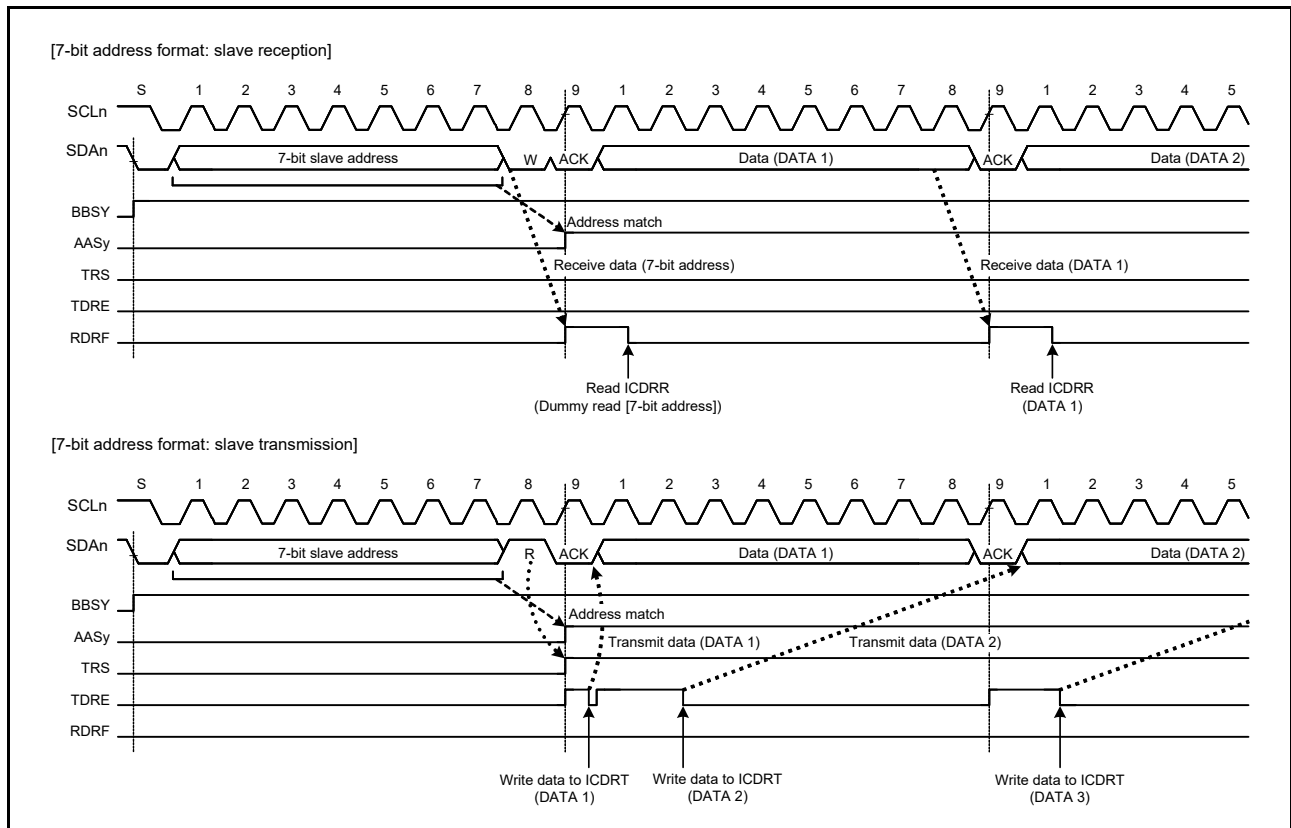 [7-bit address format: slave reception]
S 1 2 3 4 5 6 7 8 9 1 2 3 4 5 6 7 8 9 1 2 3 4 5
SCLn
SDAn 7-bit slave address W ACK Data (DATA 1) ACK Data (DATA 2)
BBSY
Address match
AASy
Receive data (7-bit address) Receive data (DATA 1)
TRS
TDRE
RDRF
Read ICDRR Read ICDRR
(Dummy read [7-bit address]) (DATA 1)
[7-bit address format: slave transmission]
S 1 2 3 4 5 6 7 8 9 1 2 3 4 5 6 7 8 9 1 2 3 4 5
SCLn
SDAn 7-bit slave address R ACK Data (DATA 1) ACK Data (DATA 2)
BBSY
Address match
AASy
Transmit data (DATA 1) Transmit data (DATA 2)
TRS
TDRE
RDRF
Write data to ICDRT Write data to ICDRT Write data to ICDRT
(DATA 1) (DATA 2) (DATA 3)